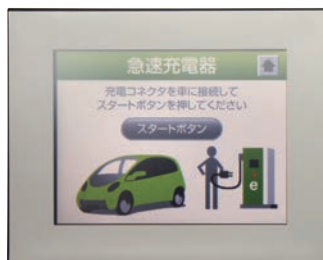 急速充電器
充電コネクタを車に接続して
スタートボタンを押してください
スタートボタン
e